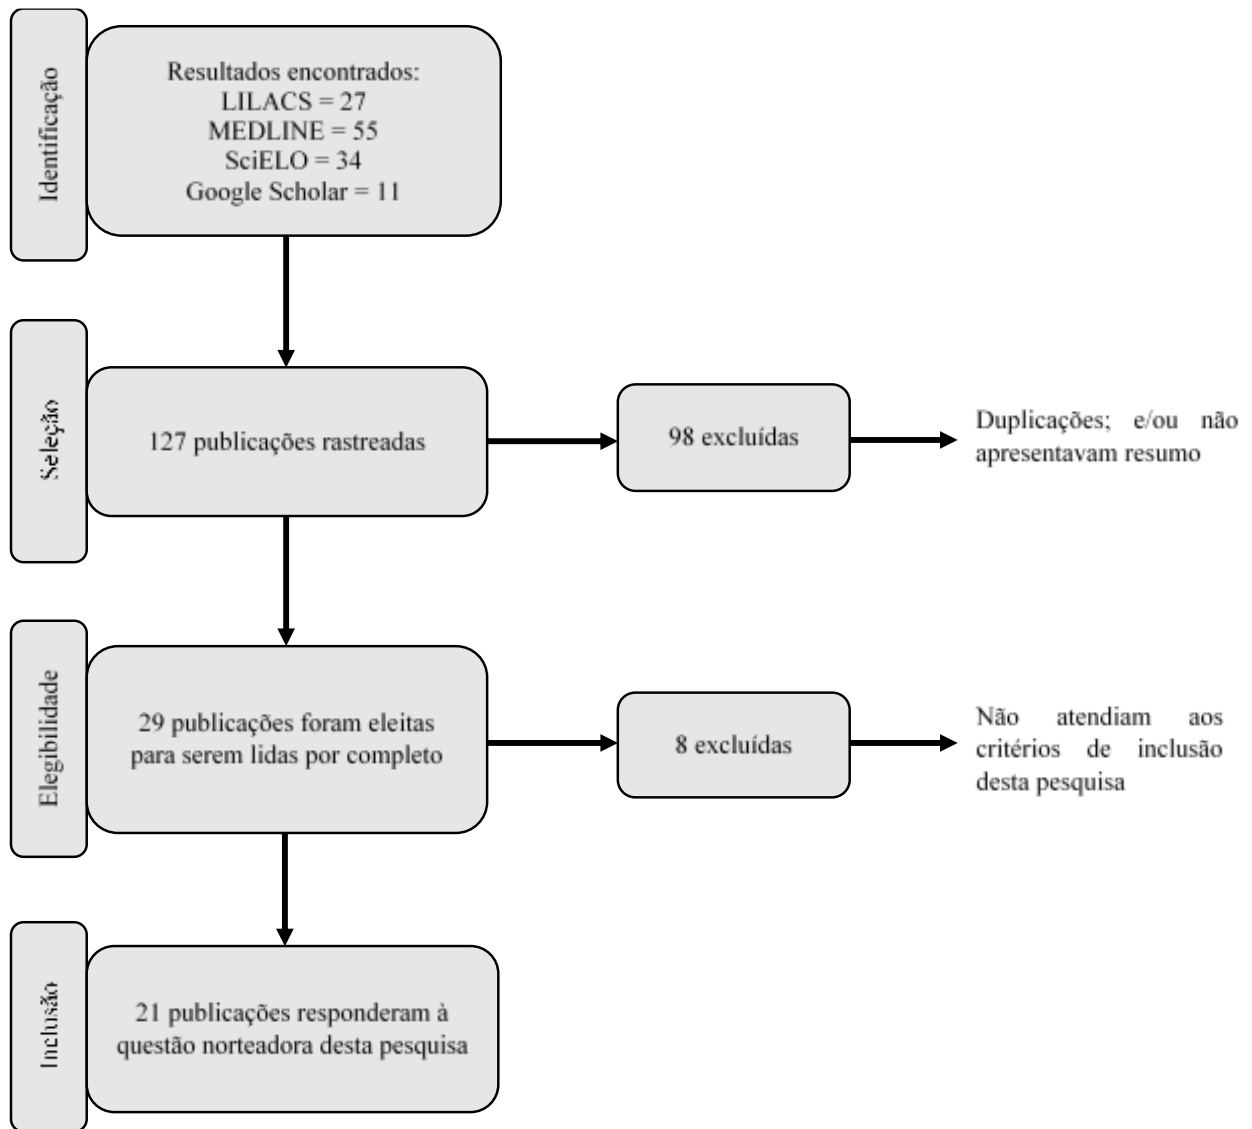 Identificação
Resultados encontrados:
LILACS = 27
MEDLINE = 55
SciELO = 34
Google Scholar = 11
Seleção
127 publicações rastreadas
98 excluídas
Duplicações; e/ou não
apresentavam resumo
Elegibilidade
29 publicações foram eleitas
para serem lidas por completo
8 excluídas
Não atendiam aos
critérios de inclusão
desta pesquisa
Inclusão
21 publicações responderam à
questão norteadora desta pesquisa